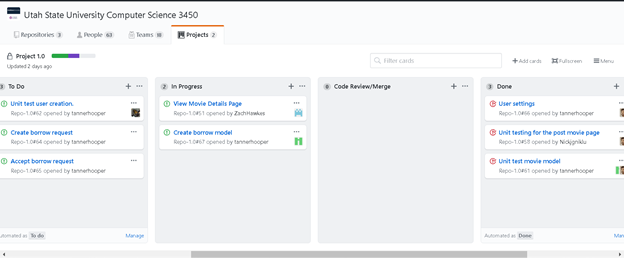 Utah State University Computer Science 3450
Repositories 3
People 63
Teams 18
Projects 2
Project 1.0
Updated 2 days ago
Filter cards
Add cards
Fullscreen
Menu
3 To Do
Unit test user creation.
Repo-1.0#62 opened by tannerhooper
Create borrow request
Repo-1.0#64 opened by tannerhooper
Accept borrow request
Repo-1.0#65 opened by tannerhooper
Automated as To do
Manage
2 In Progress
View Movie Details Page
Repo-1.0#51 opened by ZachHawkes
Create borrow model
Repo-1.0#67 opened by tannerhooper
0 Code Review/Merge
3 Done
User settings
Repo-1.0#66 opened by tannerhooper
Unit testing for the post movie page
Repo-1.0#58 opened by
Unit test movie model
Repo-1.0#61 opened by tannerhooper
Automated as Done
Man